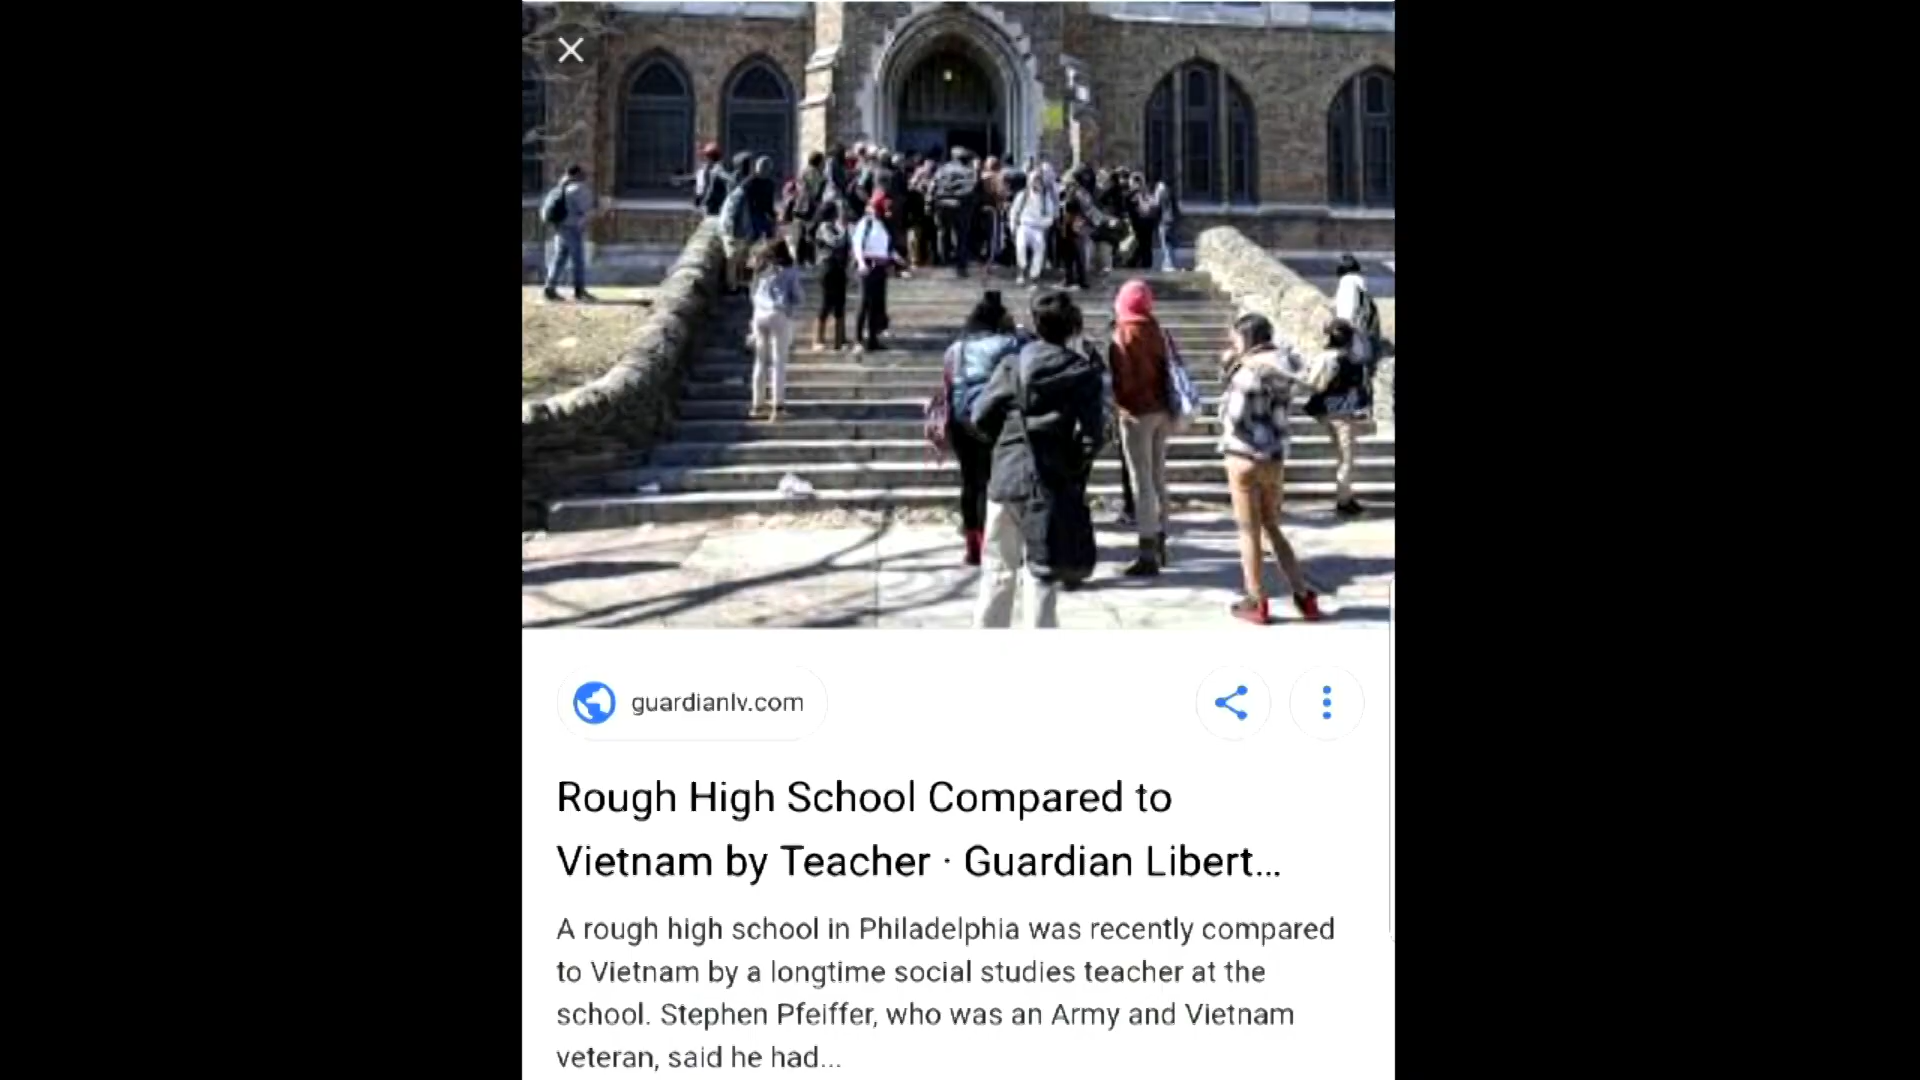 guardianlv.com
Rough High School Compared to
Vietnam by Teacher · Guardian Libert...
A rough high school in Philadelphia was recently compared
to Vietnam by a longtime social studies teacher at the
school. Stephen Pfeiffer, who was an Army and Vietnam
veteran, said he had...